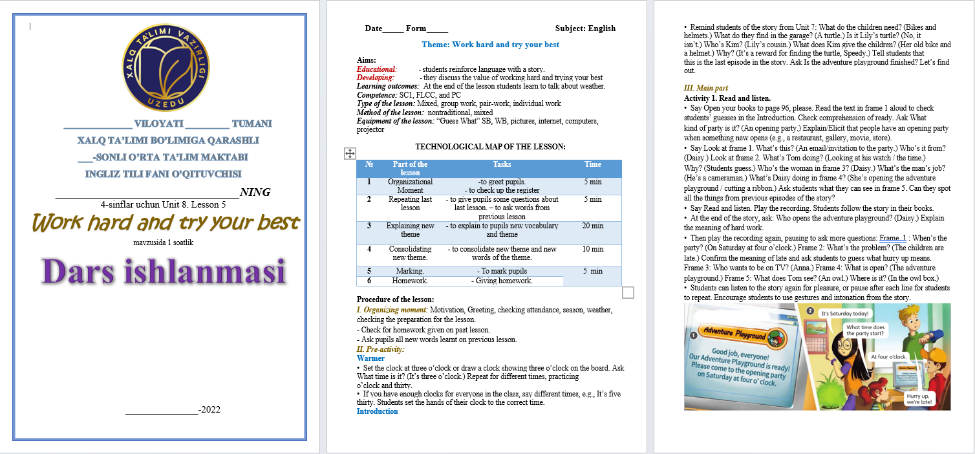 XALQ TA'LIMI VAZIRLIGI
UZEDU
____________ VILOYATI ________ TUMANI
XALQ TA'LIMI BO'LIMIGA QARASHLI
___-SONLI O'RTA TA'LIM MAKTABI
INGLIZ TILI FANI O'QITUVCHISI
____________________________NING
4-sinflar uchun Unit 8. Lesson 5
Work hard and try your best
mavzusida 1 soatlik
Dars ishlanmasi
________________-2022
Date_____ Form_____ Subject: English
Theme: Work hard and try your best
Aims:
Educational: - students reinforce language with a story.
Developing: - they discuss the value of working hard and trying your best
Learning outcomes: At the end of the lesson students learn to talk about weather.
Competence: SC1, FLCC, and PC
Type of the lesson: Mixed, group work, pair-work, individual work
Method of the lesson: nontraditional, mixed
Equipment of the lesson: "Guess What" SB, WB, pictures, internet, computers,
projector
TECHNOLOGICAL MAP OF THE LESSON:
№ Part of the lesson Tasks Time
1 Organizational Moment -to greet pupils. - to check up the register 5 min
2 Repeating last lesson - to give pupils some questions about last lesson. – to ask words from previous lesson 5 min
3 Explaining new theme - to explain to pupils new vocabulary and theme 20 min
4 Consolidating new theme. - to consolidate new theme and new words of the theme. 10 min
5 Marking. - To mark pupils 5 min
6 Homework. - Giving homework.
Procedure of the lesson:
I. Organizing moment: Motivation, Greeting, checking attendance, season, weather,
checking the preparation for the lesson.
- Check for homework given on past lesson.
- Ask pupils all new words learnt on previous lesson.
II. Pre-activity:
Warmer
• Set the clock at three o'clock or draw a clock showing three o'clock on the board. Ask
What time is it? (It's three o'clock.) Repeat for different times, practicing
o'clock and thirty.
• If you have enough clocks for everyone in the class, say different times, e.g., It's five
thirty. Students set the hands of their clock to the correct time.
Introduction
• Remind students of the story from Unit 7: What do the children need? (Bikes and
helmets.) What do they find in the garage? (A turtle.) Is it Lily's turtle? (No, it
isn't.) Who's Kim? (Lily's cousin.) What does Kim give the children? (Her old bike and
a helmet.) Why? (It's a reward for finding the turtle, Speedy.) Tell students that
this is the last episode in the story. Ask Is the adventure playground finished? Let's find
out.
III. Main part
Activity 1. Read and listen.
• Say Open your books to page 96, please. Read the text in frame 1 aloud to check
students' guesses in the Introduction. Check comprehension of ready. Ask What
kind of party is it? (An opening party.) Explain/Elicit that people have an opening party
when something new opens (e.g., a restaurant, gallery, movie, store).
• Say Look at frame 1. What's this? (An email/invitation to the party.) Who's it from?
(Daisy.) Look at frame 2. What's Tom doing? (Looking at his watch / the time.)
Why? (Students guess.) Who's the woman in frame 3? (Daisy.) What's the man's job?
(He's a cameraman.) What's Daisy doing in frame 4? (She's opening the adventure
playground / cutting a ribbon.) Ask students what they can see in frame 5. Can they spot
all the things from previous episodes of the story?
• Say Read and listen. Play the recording. Students follow the story in their books.
• At the end of the story, ask: Who opens the adventure playground? (Daisy.) Explain
the meaning of hard work.
• Then play the recording again, pausing to ask more questions: Frame 1 : When's the
party? (On Saturday at four o'clock.) Frame 2: What's the problem? (The children are
late.) Confirm the meaning of late and ask students to guess what hurry up means.
Frame 3: Who wants to be on TV? (Anna.) Frame 4: What is open? (The adventure
playground.) Frame 5: What does Tom see? (An owl.) Where is it? (In the owl box.)
• Students can listen to the story again for pleasure, or pause after each line for students
to repeat. Encourage students to use gestures and intonation from the story.
1
Adventure Playground
Good job, everyone!
Our Adventure Playground is ready!
Please come to the opening party
on Saturday at four o'clock.
2
It's Saturday today!
What time does
the party start?
At four o'clock.
Hurry up,
we're late!